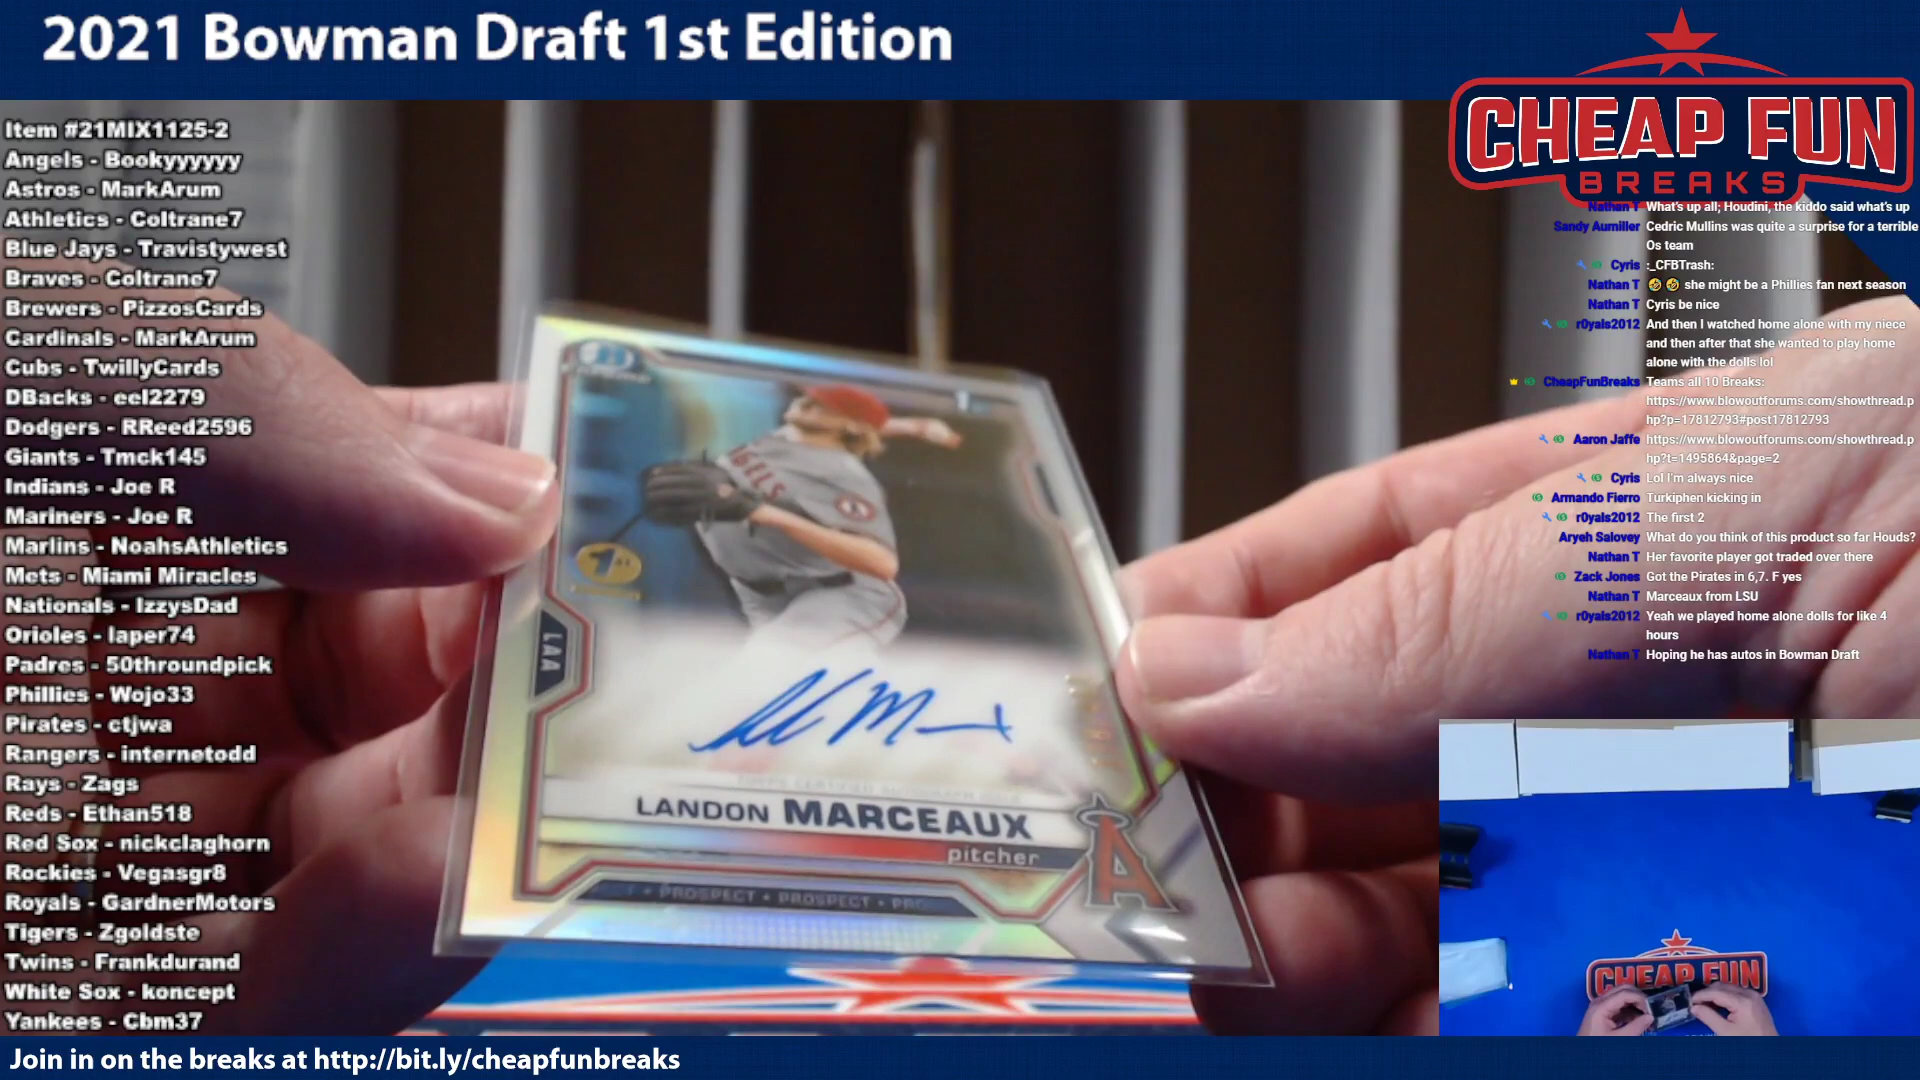 2021 Bowman Draft 1st Edition
CHEAP FUN
BREAKS
Item #21MIX1125-2
Angels - Bookyyyyyy
Astros - MarkArum
Athletics - Coltrane7
Blue Jays - Travistywest
Braves - Coltrane7
Brewers - PizzosCards
Cardinals - MarkArum
Cubs - TwillyCards
DBacks - eel2279
Dodgers - RReed2596
Giants - Tmck145
Indians - Joe R
Mariners - Joe R
Marlins - NoahsAthletics
Mets - Miami Miracles
Nationals - IzzysDad
Orioles - laper74
Padres - 50throundpick
Phillies - Wojo33
Pirates - ctjwa
Rangers - internetodd
Rays - Zags
Reds - Ethan518
Red Sox - nickclaghorn
Rockies - Vegasgr8
Royals - GardnerMotors
Tigers - Zgoldste
Twins - Frankdurand
White Sox - koncept
Yankees - Cbm37
1st
LAA
LANDON MARCEAUX
pitcher
PROSPECT • PROSPECT •
A
Nathan T What's up all; Houdini, the kiddo said what's up
Sandy Aumiller Cedric Mullins was quite a surprise for a terrible
Os team
Cyris :_CFBTrash:
Nathan T 🤣 🤣 she might be a Phillies fan next season
Nathan T Cyris be nice
r0yals2012 And then I watched home alone with my niece
and then after that she wanted to play home
alone with the dolls lol
CheapFunBreaks Teams all 10 Breaks:
https://www.blowoutforums.com/showthread.p
hp?p=17812793#post17812793
Aaron Jaffe https://www.blowoutforums.com/showthread.p
hp?t=1495864&page=2
Cyris Lol I'm always nice
Armando Fierro Turkiphen kicking in
r0yals2012 The first 2
Aryeh Salovey What do you think of this product so far Houds?
Nathan T Her favorite player got traded over there
Zack Jones Got the Pirates in 6,7. F yes
Nathan T Marceaux from LSU
r0yals2012 Yeah we played home alone dolls for like 4
hours
Nathan T Hoping he has autos in Bowman Draft
CHEAP FUN
Join in on the breaks at http://bit.ly/cheapfunbreaks